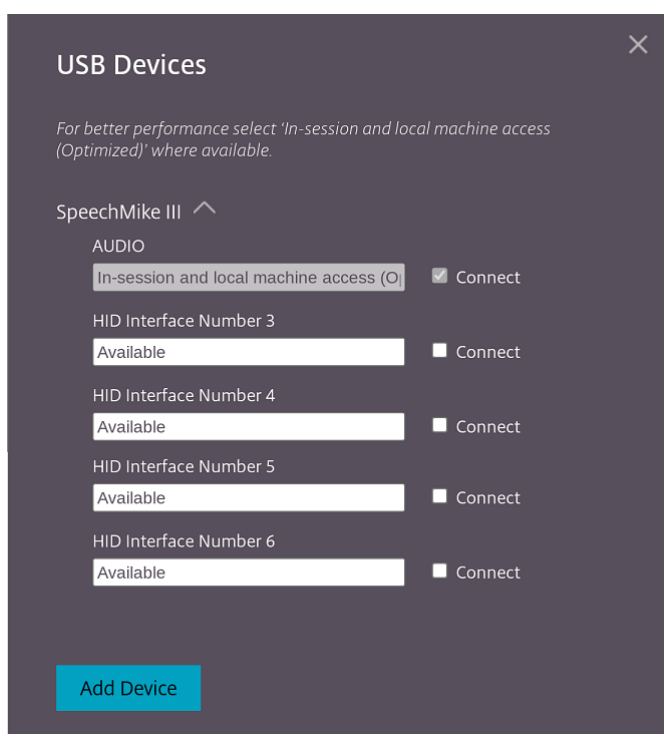 USB Devices
For better performance select 'In-session and local machine access
(Optimized)' where available.
SpeechMike III
AUDIO
In-session and local machine access (O
Connect
HID Interface Number 3
Available
Connect
HID Interface Number 4
Available
Connect
HID Interface Number 5
Available
Connect
HID Interface Number 6
Available
Connect
Add Device